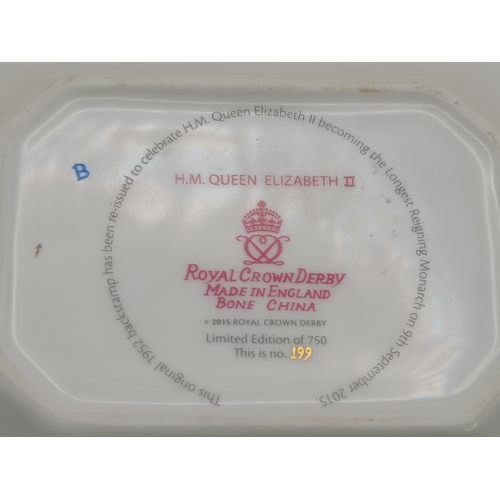 This original 1952 backstamp has been re-issued to celebrate H.M. Queen Elizabeth II becoming the Longest Reigning Monarch on 9th September 2015.
B
H.M. QUEEN ELIZABETH II
ROYAL CROWN DERBY
MADE IN ENGLAND
BONE CHINA
© 2015 ROYAL CROWN DERBY
Limited Edition of 750
This is no. 199